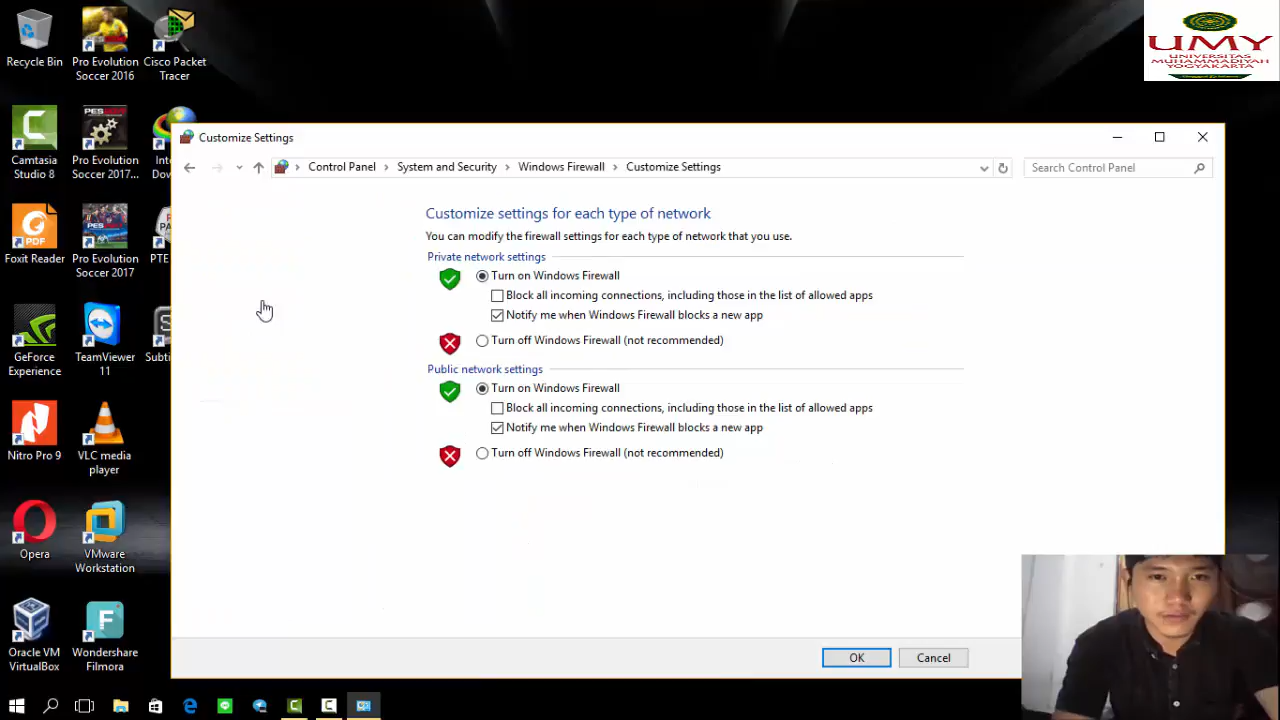 Recycle Bin
Pro Evolution
Soccer 2016
Cisco Packet
Tracer
UMY
UNIVERSITAS
MUHAMMADIYAH
YOGYAKARTA
Camtasia
Studio 8
Pro Evolution
Soccer 2017...
Customize Settings
Control Panel
System and Security
Windows Firewall
Customize Settings
Search Control Panel
Customize settings for each type of network
You can modify the firewall settings for each type of network that you use.
Private network settings
Turn on Windows Firewall
Block all incoming connections, including those in the list of allowed apps
Notify me when Windows Firewall blocks a new app
Turn off Windows Firewall (not recommended)
Public network settings
Turn on Windows Firewall
Block all incoming connections, including those in the list of allowed apps
Notify me when Windows Firewall blocks a new app
Turn off Windows Firewall (not recommended)
OK
Cancel
PDF
Foxit Reader
PES
Pro Evolution
Soccer 2017
PTE
GeForce
Experience
TeamViewer
11
Subti
Nitro Pro 9
VLC media
player
Opera
VMware
Workstation
Oracle VM
VirtualBox
Wondershare
Filmora